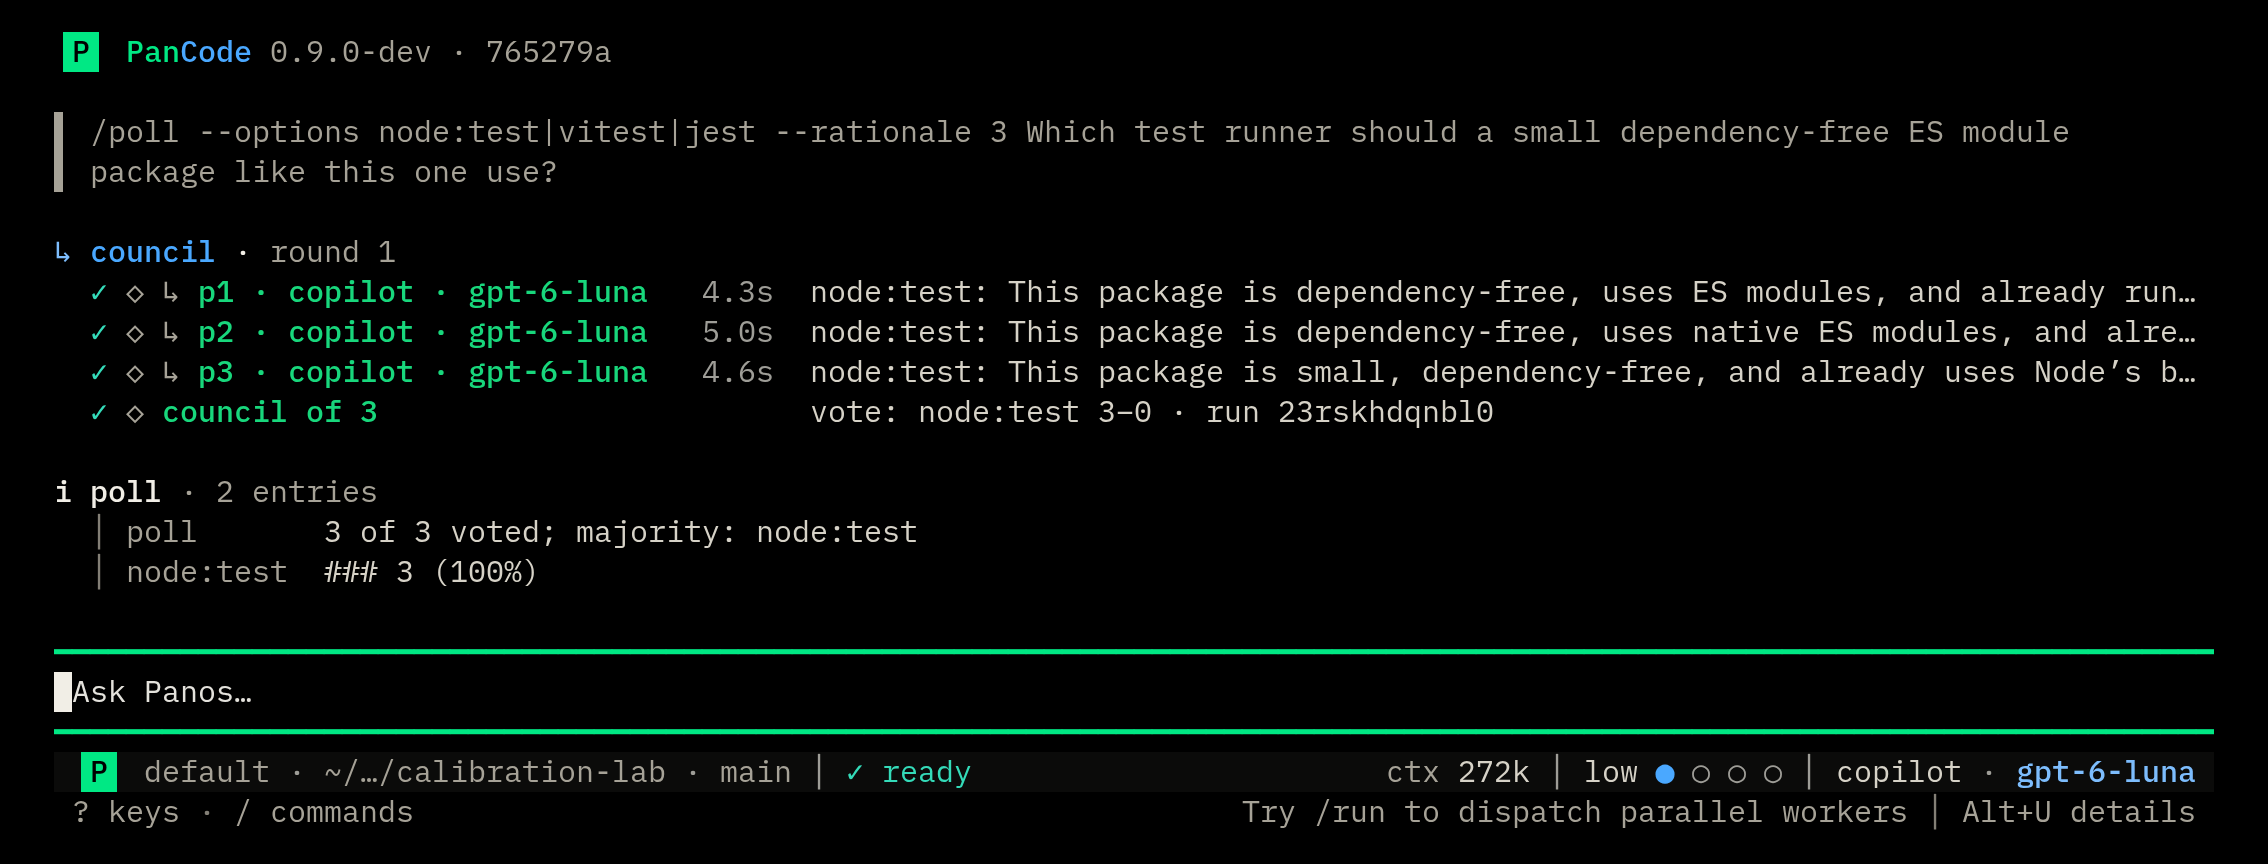 P PanCode 0.9.0-dev · 765279a
/poll --options node:test|vitest|jest --rationale 3 Which test runner should a small dependency-free ES module
package like this one use?
↳ council · round 1
✓ ◇ ↳ p1 · copilot · gpt-6-luna 4.3s node:test: This package is dependency-free, uses ES modules, and already run…
✓ ◇ ↳ p2 · copilot · gpt-6-luna 5.0s node:test: This package is dependency-free, uses native ES modules, and alre…
✓ ◇ ↳ p3 · copilot · gpt-6-luna 4.6s node:test: This package is small, dependency-free, and already uses Node’s b…
✓ ◇ council of 3 vote: node:test 3–0 · run 23rskhdqnbl0
i poll · 2 entries
│ poll 3 of 3 voted; majority: node:test
│ node:test ### 3 (100%)
Ask Panos…
P default · ~/…/calibration-lab · main │ ✓ ready ctx 272k │ low ● ○ ○ ○ │ copilot · gpt-6-luna
? keys · / commands Try /run to dispatch parallel workers │ Alt+U details